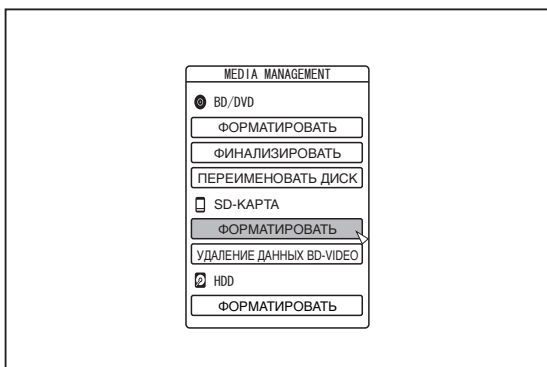 MEDIA MANAGEMENT
BD/DVD
ФОРМАТИРОВАТЬ
ФИНАЛИЗИРОВАТЬ
ПЕРЕИМЕНОВАТЬ ДИСК
SD-КАРТА
ФОРМАТИРОВАТЬ
УДАЛЕНИЕ ДАННЫХ BD-VIDEO
HDD
ФОРМАТИРОВАТЬ